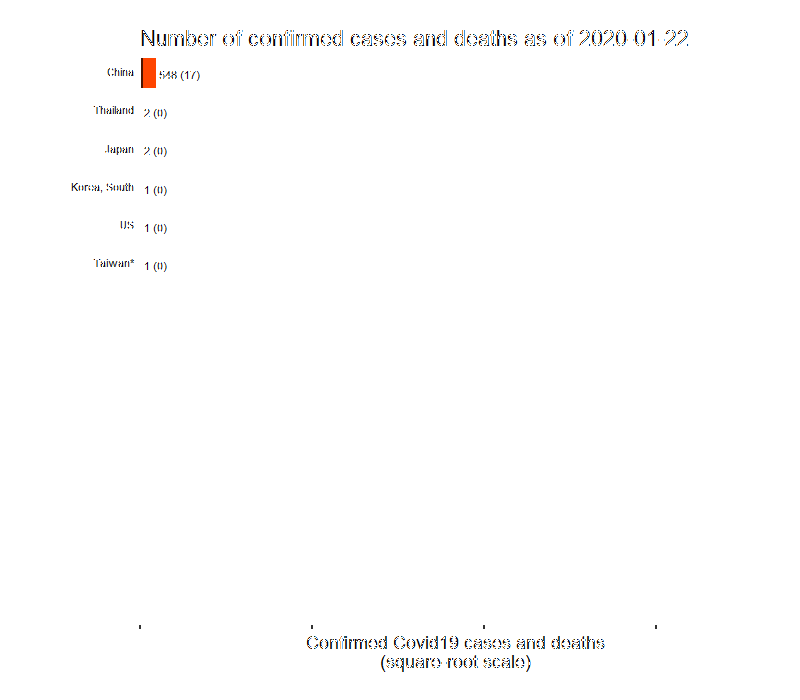 Number of confirmed cases and deaths as of 2020-01-22
China 548 (17)
Thailand 2 (0)
Japan 2 (0)
Korea, South 1 (0)
US 1 (0)
Taiwan* 1 (0)
Confirmed Covid19 cases and deaths
(square-root scale)